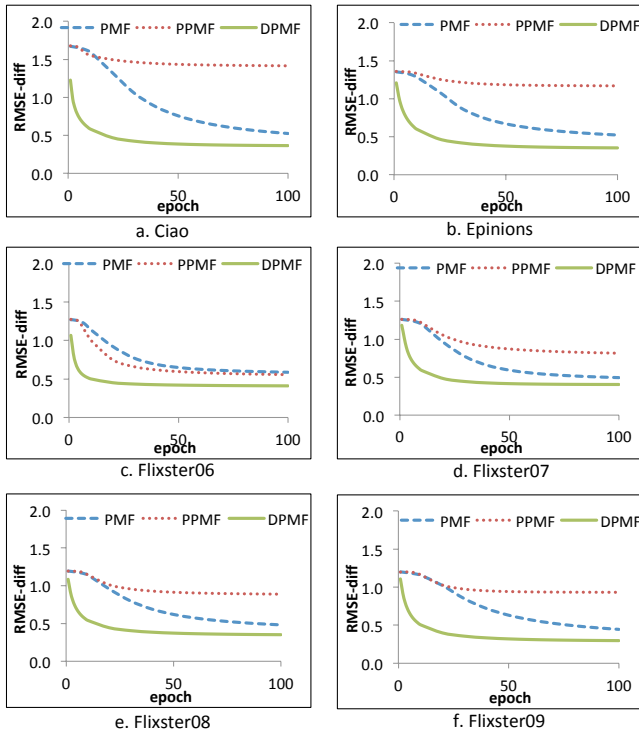 PMF PPMF DPMF
RMSE-diff
2.0
1.5
1.0
0.5
0.0
0 50 100
epoch
a. Ciao
PMF PPMF DPMF
RMSE-diff
2.0
1.5
1.0
0.5
0.0
0 50 100
epoch
b. Epinions
PMF PPMF DPMF
RMSE-diff
2.0
1.5
1.0
0.5
0.0
0 50 100
epoch
c. Flixster06
PMF PPMF DPMF
RMSE-diff
2.0
1.5
1.0
0.5
0.0
0 50 100
epoch
d. Flixster07
PMF PPMF DPMF
RMSE-diff
2.0
1.5
1.0
0.5
0.0
0 50 100
epoch
e. Flixster08
PMF PPMF DPMF
RMSE-diff
2.0
1.5
1.0
0.5
0.0
0 50 100
epoch
f. Flixster09